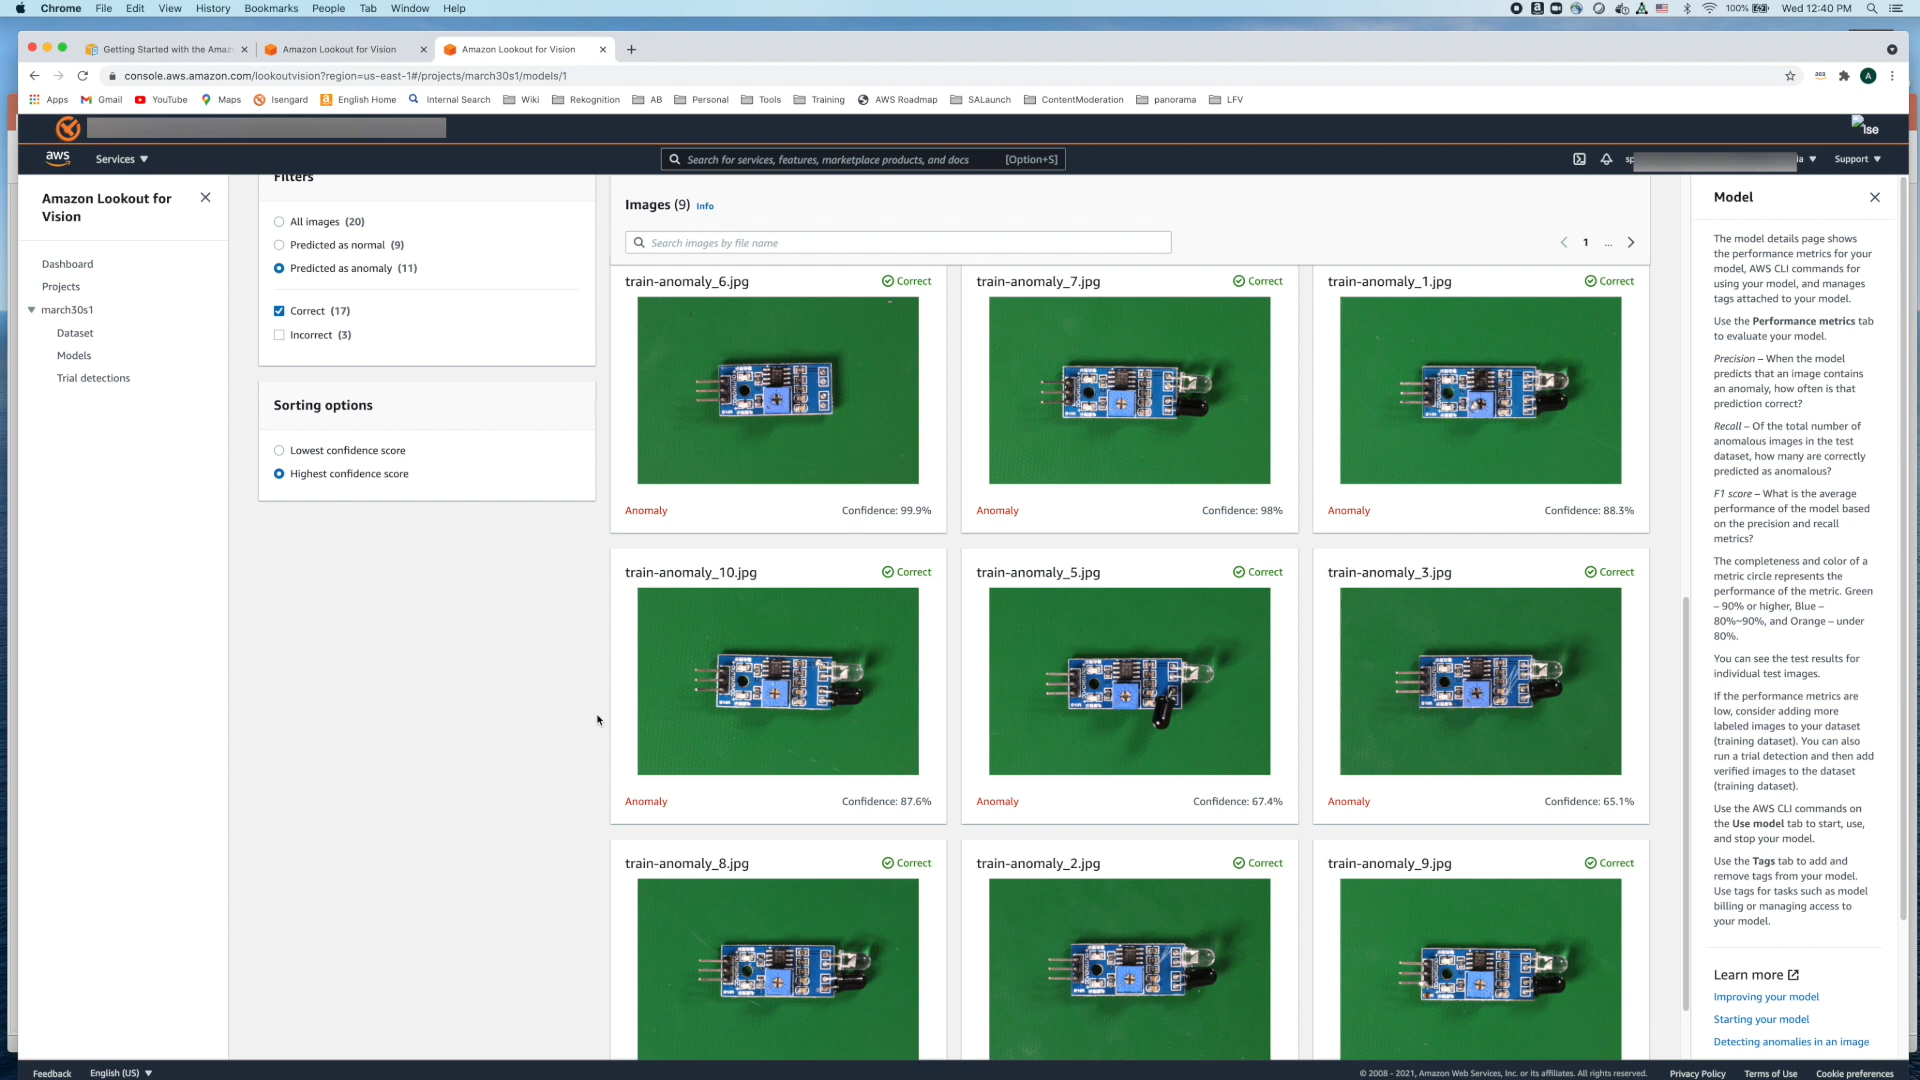 Chrome File Edit View History Bookmarks People Tab Window Help
100% Wed 12:40 PM
Getting Started with the Amaz
Amazon Lookout for Vision
Amazon Lookout for Vision
console.aws.amazon.com/lookoutvision?region=us-east-1#/projects/march30s1/models/1
A
Apps Gmail YouTube Maps Isengard English Home Internal Search Wiki Rekognition AB Personal Tools Training AWS Roadmap SALaunch ContentModeration panorama LFV
Ise
aws Services
Search for services, features, marketplace products, and docs [Option+S]
Support
Amazon Lookout for
Vision
Dashboard
Projects
march30s1
Dataset
Models
Trial detections
Filters
All images (20)
Predicted as normal (9)
Predicted as anomaly (11)
Correct (17)
Incorrect (3)
Sorting options
Lowest confidence score
Highest confidence score
Images (9) Info
Search images by file name
1 ...
train-anomaly_6.jpg Correct
Anomaly Confidence: 99.9%
train-anomaly_7.jpg Correct
Anomaly Confidence: 98%
train-anomaly_1.jpg Correct
Anomaly Confidence: 88.3%
train-anomaly_10.jpg Correct
Anomaly Confidence: 87.6%
train-anomaly_5.jpg Correct
Anomaly Confidence: 67.4%
train-anomaly_3.jpg Correct
Anomaly Confidence: 65.1%
train-anomaly_8.jpg Correct
train-anomaly_2.jpg Correct
train-anomaly_9.jpg Correct
Model
The model details page shows
the performance metrics for your
model, AWS CLI commands for
using your model, and manages
tags attached to your model.
Use the Performance metrics tab
to evaluate your model.
Precision – When the model
predicts that an image contains
an anomaly, how often is that
prediction correct?
Recall – Of the total number of
anomalous images in the test
dataset, how many are correctly
predicted as anomalous?
F1 score – What is the average
performance of the model based
on the precision and recall
metrics?
The completeness and color of a
metric circle represents the
performance of the metric. Green
– 90% or higher, Blue –
80%~90%, and Orange – under
80%.
You can see the test results for
individual test images.
If the performance metrics are
low, consider adding more
labeled images to your dataset
(training dataset). You can also
run a trial detection and then add
verified images to the dataset
(training dataset).
Use the AWS CLI commands on
the Use model tab to start, use,
and stop your model.
Use the Tags tab to add and
remove tags from your model.
Use tags for tasks such as model
billing or managing access to
your model.
Learn more
Improving your model
Starting your model
Detecting anomalies in an image
Feedback English (US)
© 2008 - 2021, Amazon Web Services, Inc. or its affiliates. All rights reserved. Privacy Policy Terms of Use Cookie preferences